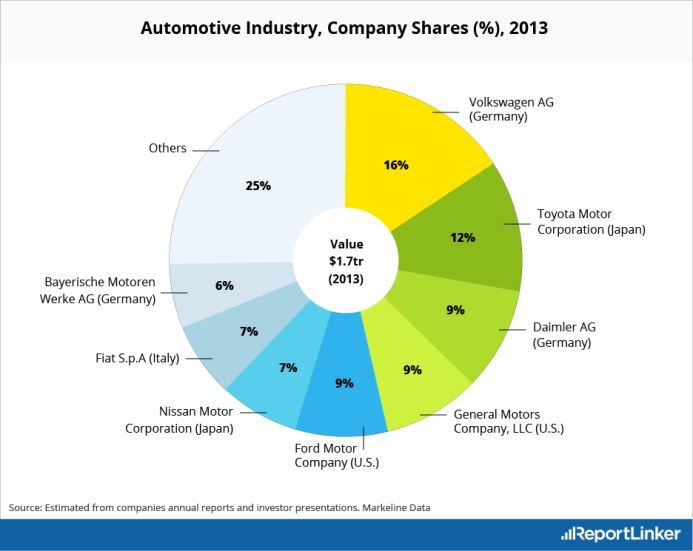 Automotive Industry, Company Shares (%), 2013
Volkswagen AG
(Germany)
16%
Toyota Motor
Corporation (Japan)
12%
Daimler AG
(Germany)
9%
General Motors
Company, LLC (U.S.)
9%
Ford Motor
Company (U.S.)
9%
Nissan Motor
Corporation (Japan)
7%
Fiat S.p.A (Italy)
7%
Bayerische Motoren
Werke AG (Germany)
6%
Others
25%
Value
$1.7tr
(2013)
Source: Estimated from companies annual reports and investor presentations. Markeline Data
ReportLinker